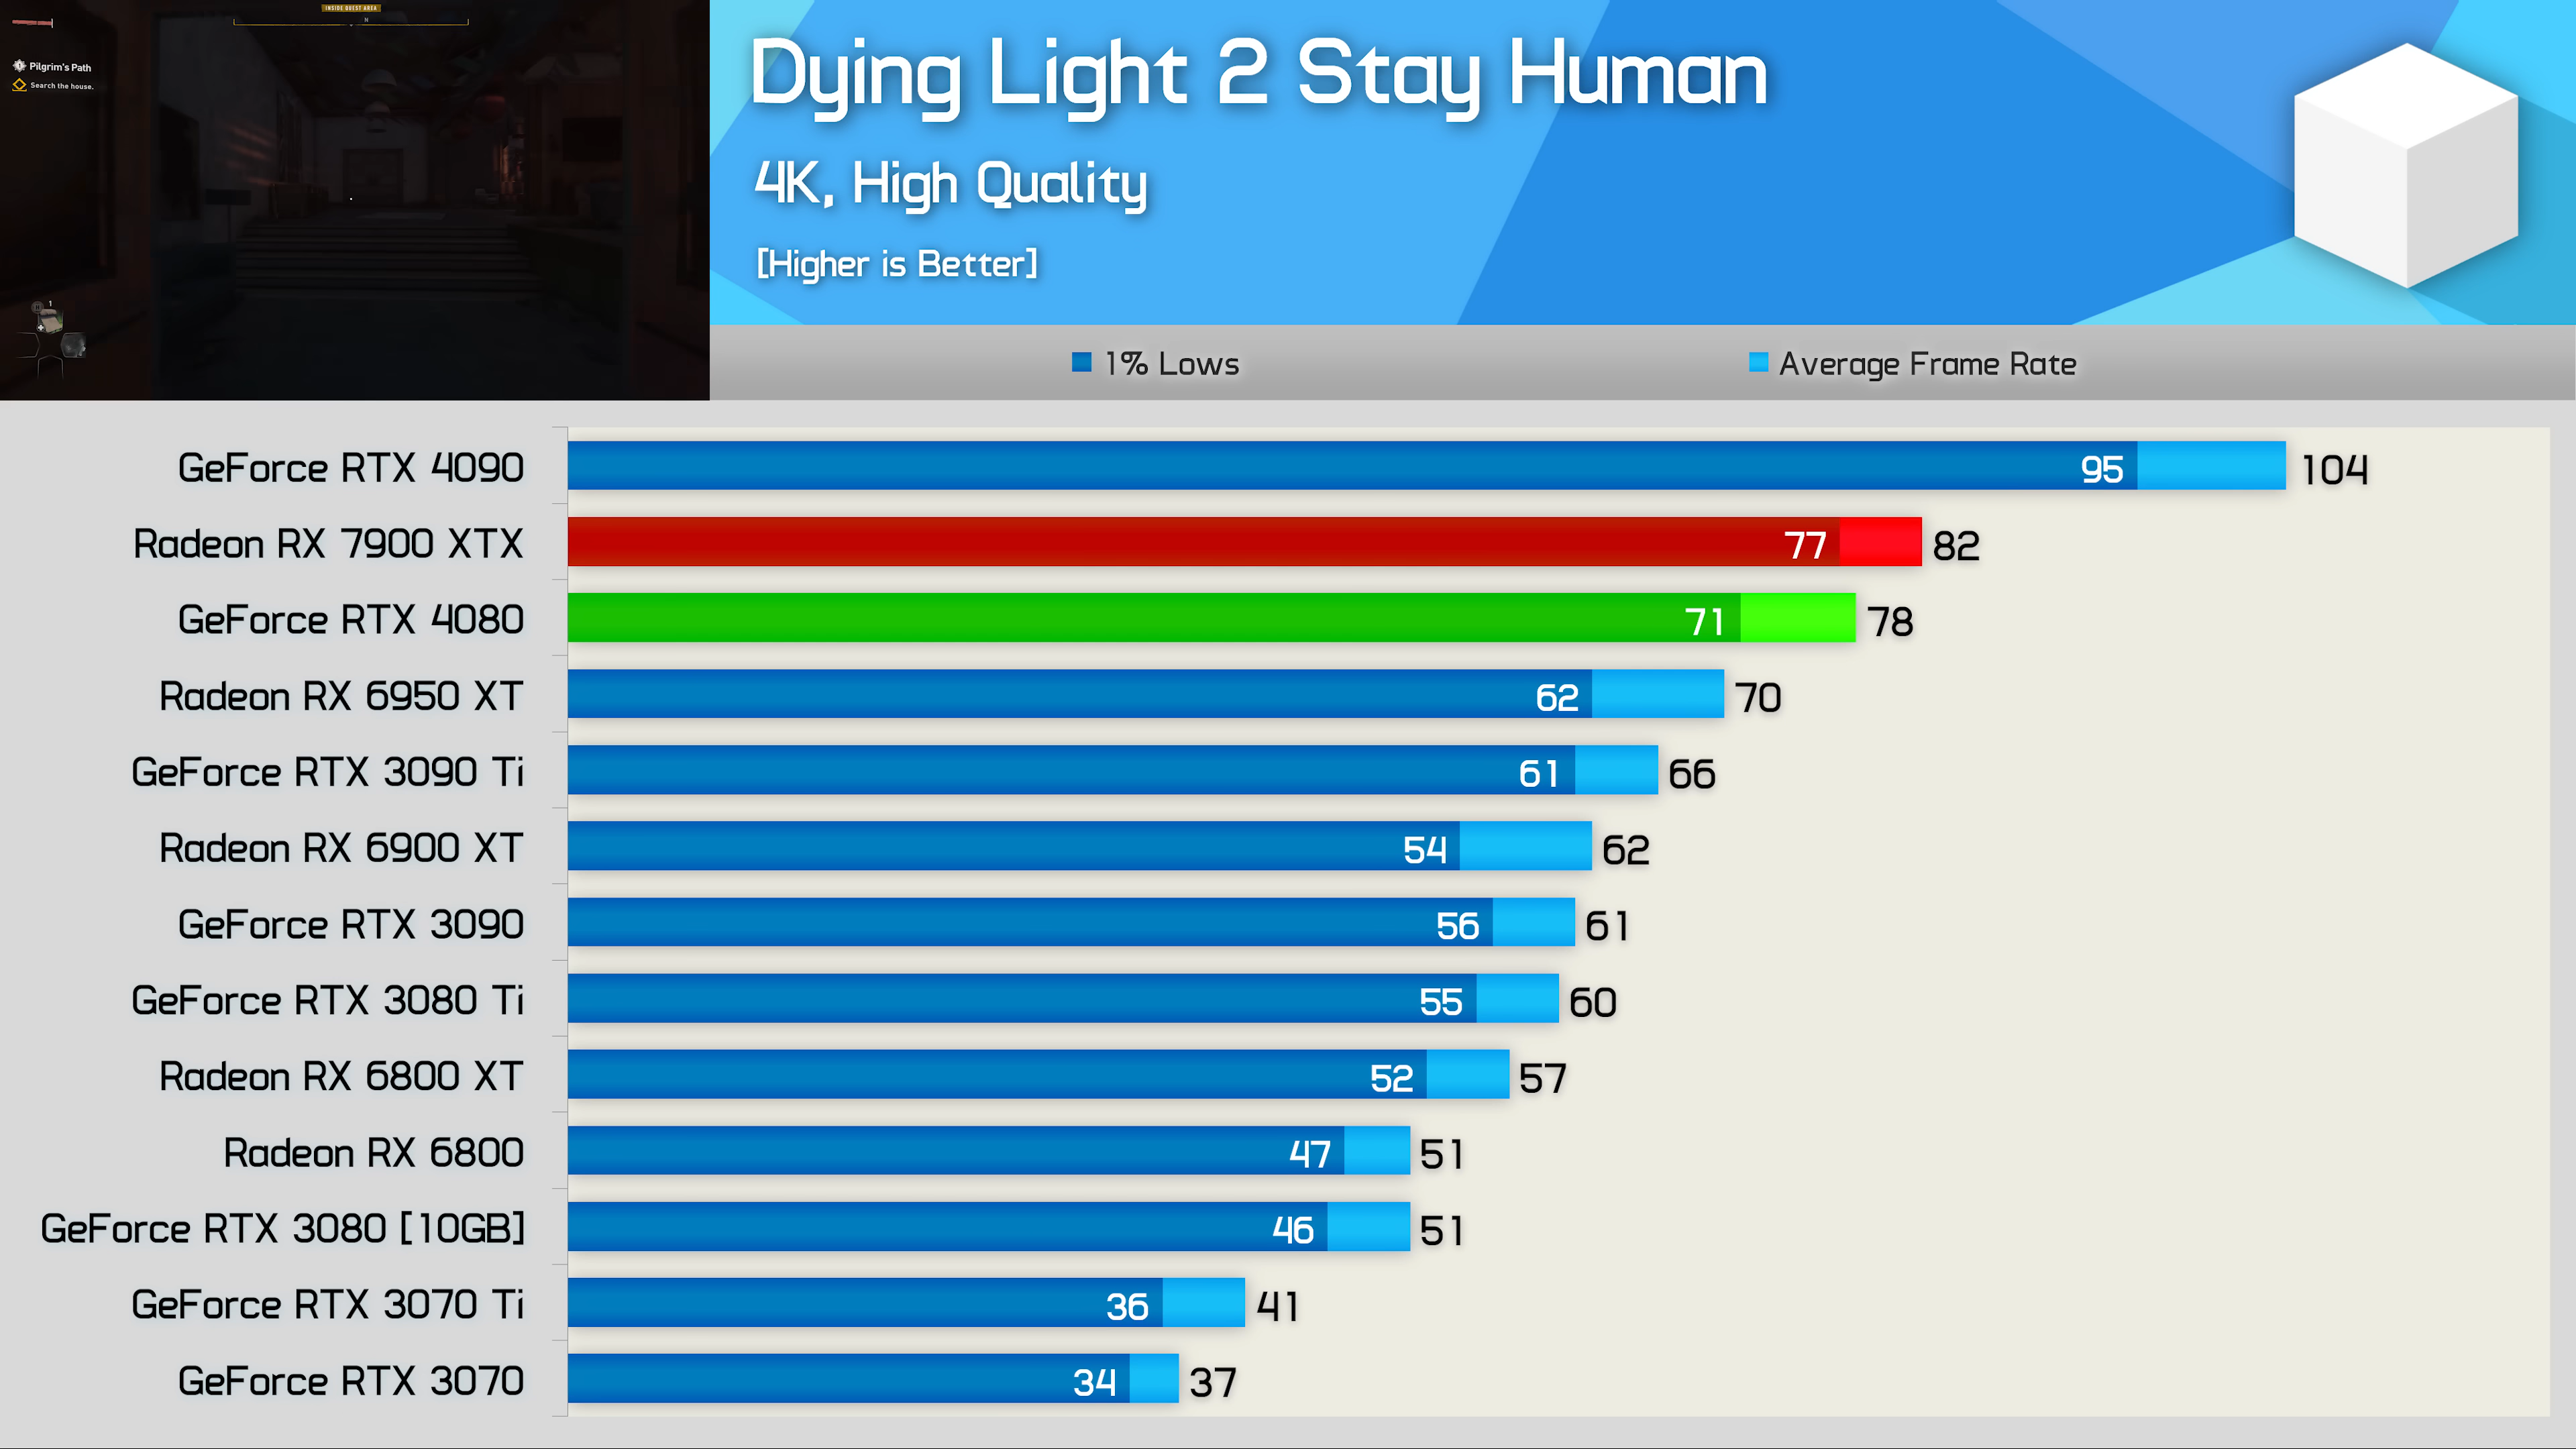 INSIDE QUEST AREA
N
Pilgrim's Path
Search the house.
1
Dying Light 2 Stay Human
4K, High Quality
[Higher is Better]
1% Lows
Average Frame Rate
GeForce RTX 4090 95 104
Radeon RX 7900 XTX 77 82
GeForce RTX 4080 71 78
Radeon RX 6950 XT 62 70
GeForce RTX 3090 Ti 61 66
Radeon RX 6900 XT 54 62
GeForce RTX 3090 56 61
GeForce RTX 3080 Ti 55 60
Radeon RX 6800 XT 52 57
Radeon RX 6800 47 51
GeForce RTX 3080 [10GB] 46 51
GeForce RTX 3070 Ti 36 41
GeForce RTX 3070 34 37